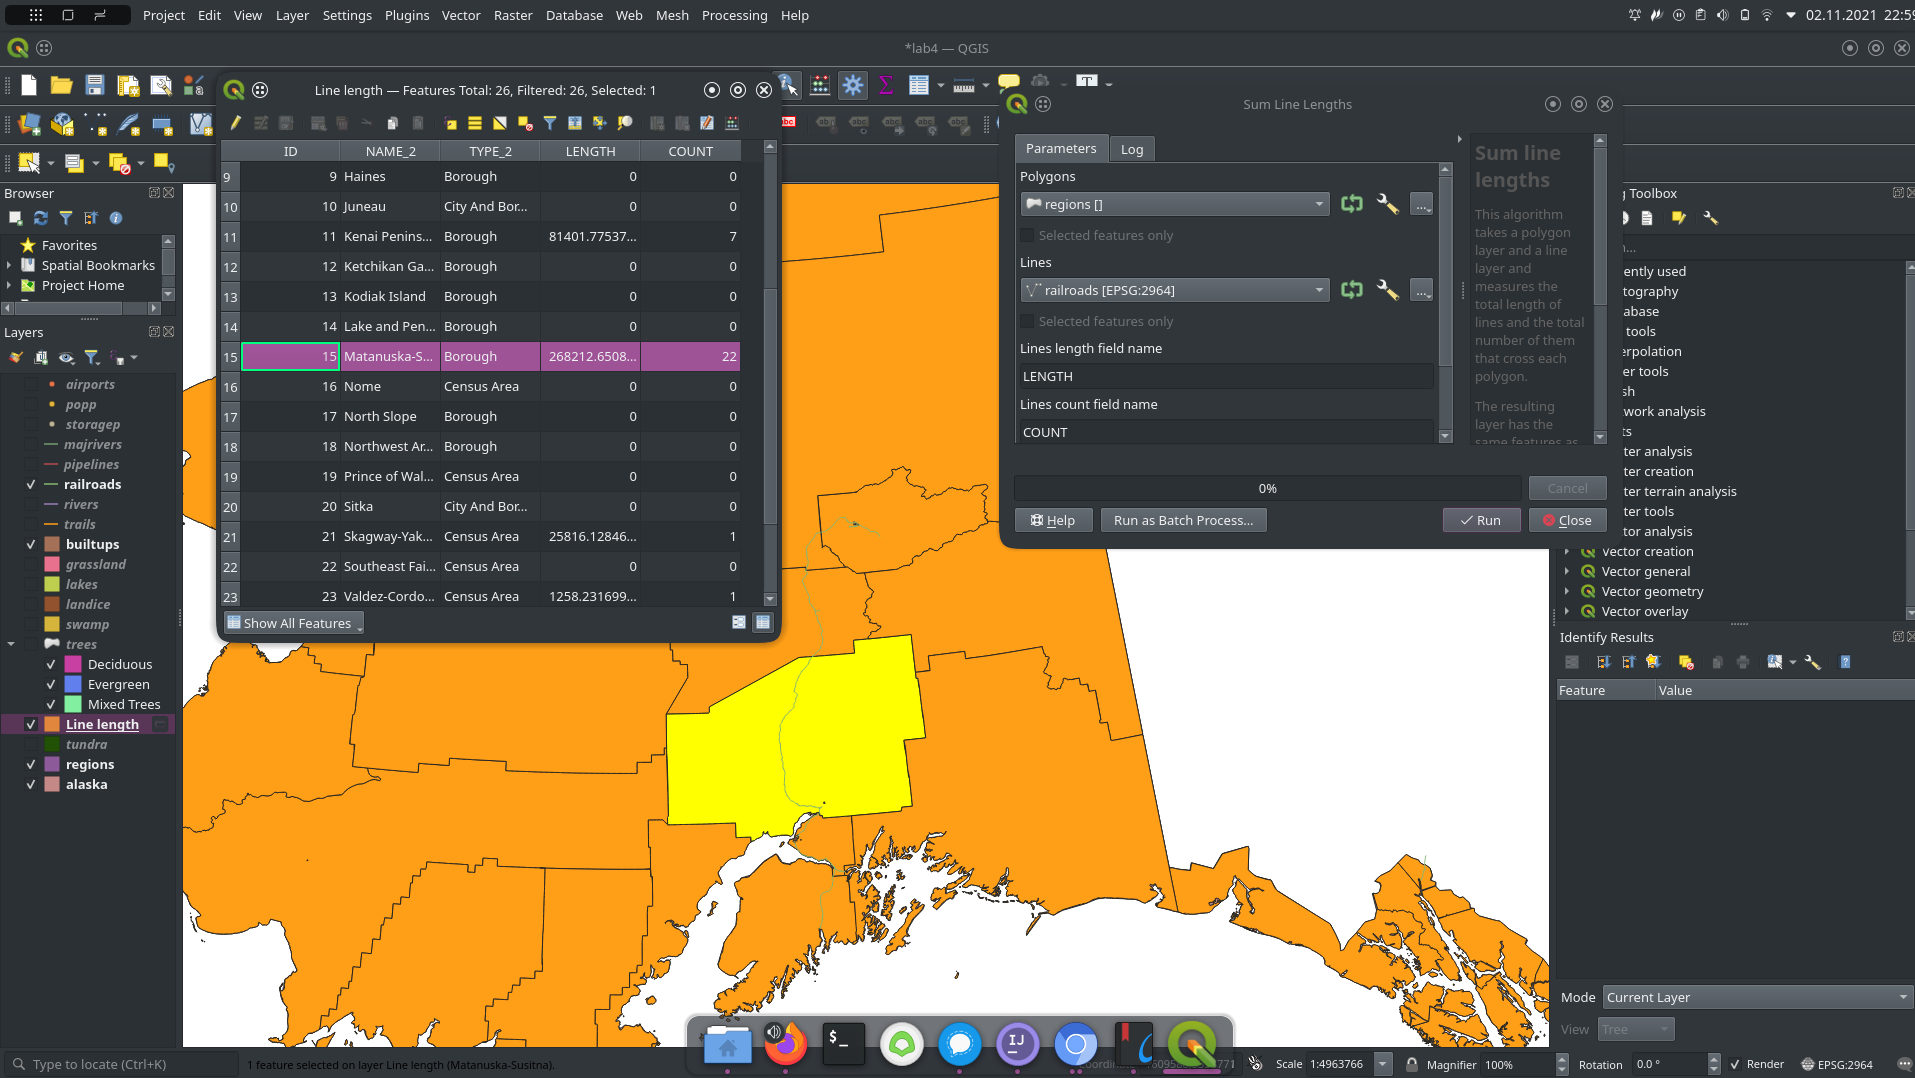 Project Edit View Layer Settings Plugins Vector Raster Database Web Mesh Processing Help
02.11.2021 22:59
*lab4 — QGIS
Line length — Features Total: 26, Filtered: 26, Selected: 1
ID NAME_2 TYPE_2 LENGTH COUNT
9 9 Haines Borough 0 0
10 10 Juneau City And Bor... 0 0
11 11 Kenai Penins... Borough 81401.77537... 7
12 12 Ketchikan Ga... Borough 0 0
13 13 Kodiak Island Borough 0 0
14 14 Lake and Pen... Borough 0 0
15 15 Matanuska-S... Borough 268212.6508... 22
16 16 Nome Census Area 0 0
17 17 North Slope Borough 0 0
18 18 Northwest Ar... Borough 0 0
19 19 Prince of Wal... Census Area 0 0
20 20 Sitka City And Bor... 0 0
21 21 Skagway-Yak... Census Area 25816.12846... 1
22 22 Southeast Fai... Census Area 0 0
23 23 Valdez-Cordo... Census Area 1258.231699... 1
Show All Features
Browser
Favorites
Spatial Bookmarks
Project Home
Layers
airports
popp
storagep
majrivers
pipelines
railroads
rivers
trails
builtups
grassland
lakes
landice
swamp
trees
Deciduous
Evergreen
Mixed Trees
Line length
tundra
regions
alaska
Sum Line Lengths
Parameters Log
Polygons
regions []
...
Selected features only
Lines
railroads [EPSG:2964]
...
Selected features only
Lines length field name
LENGTH
Lines count field name
COUNT
Sum line
lengths
This algorithm
takes a polygon
layer and a line
layer and
measures the
total length of
lines and the total
number of them
that cross each
polygon.
The resulting
layer has the
same features as
0%
Cancel
Help
Run as Batch Process...
Run
Close
abc
T
Toolbox
ently used
tography
abase
tools
erpolation
er tools
sh
work analysis
ts
ter analysis
ter creation
ter terrain analysis
ter tools
or analysis
Vector creation
Vector general
Vector geometry
Vector overlay
Identify Results
Feature Value
Mode Current Layer
View Tree
IJ
Type to locate (Ctrl+K)
1 feature selected on layer Line length (Matanuska-Susitna).
Scale 1:4963766
Magnifier 100%
Rotation 0.0 °
Render
EPSG:2964